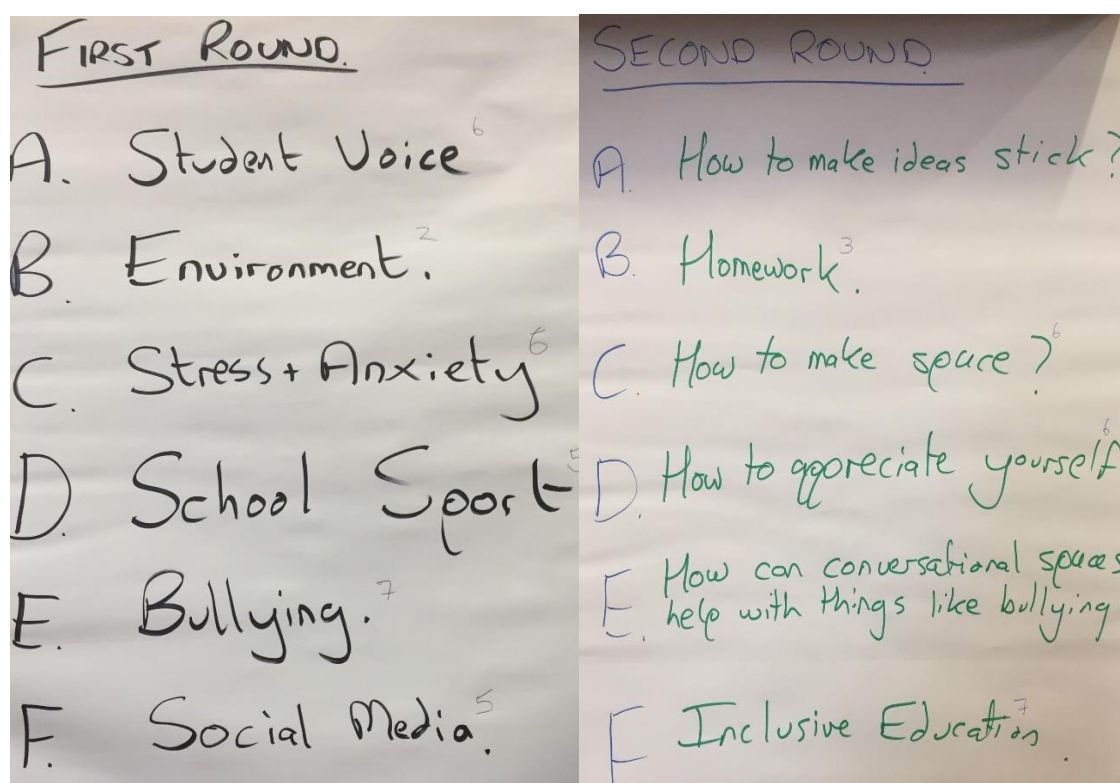 FIRST ROUND.
A. Student Voice 6
B. Environment. 2
C. Stress + Anxiety 6
D. School Sport 5
E. Bullying. 7
F. Social Media. 5
SECOND ROUND
A. How to make ideas stick?
B. Homework. 3
C. How to make space? 6
D. How to appreciate yourself 6
E. How can conversational spaces
help with things like bullying
F Inclusive Education. 7